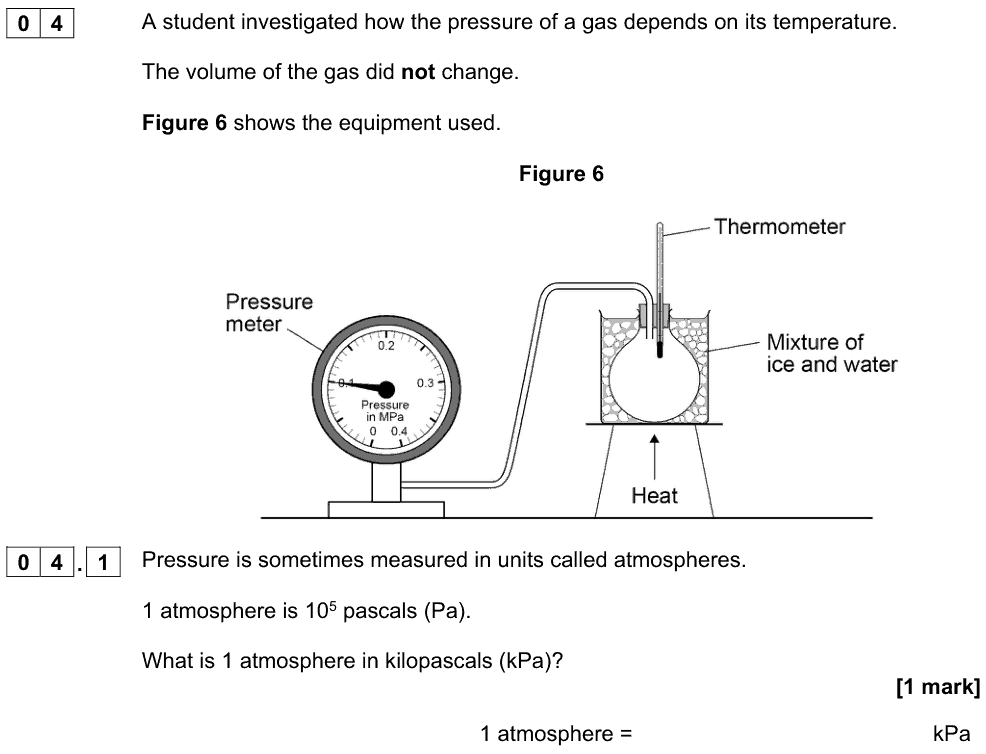 0 4 A student investigated how the pressure of a gas depends on its temperature.
The volume of the gas did not change.
Figure 6 shows the equipment used.
Figure 6
Thermometer
Pressure
meter
Mixture of
ice and water
0.2
0.1
0.3
Pressure
in MPa
0 0.4
Heat
0 4 . 1 Pressure is sometimes measured in units called atmospheres.
1 atmosphere is 10⁵ pascals (Pa).
What is 1 atmosphere in kilopascals (kPa)?
[1 mark]
1 atmosphere = kPa